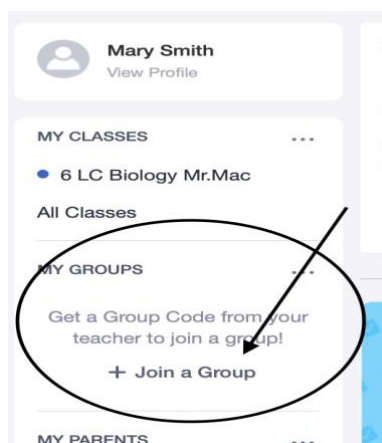 Mary Smith
View Profile
MY CLASSES ...
6 LC Biology Mr.Mac
All Classes
MY GROUPS ...
Get a Group Code from your
teacher to join a group!
+ Join a Group
MY PARENTS ...